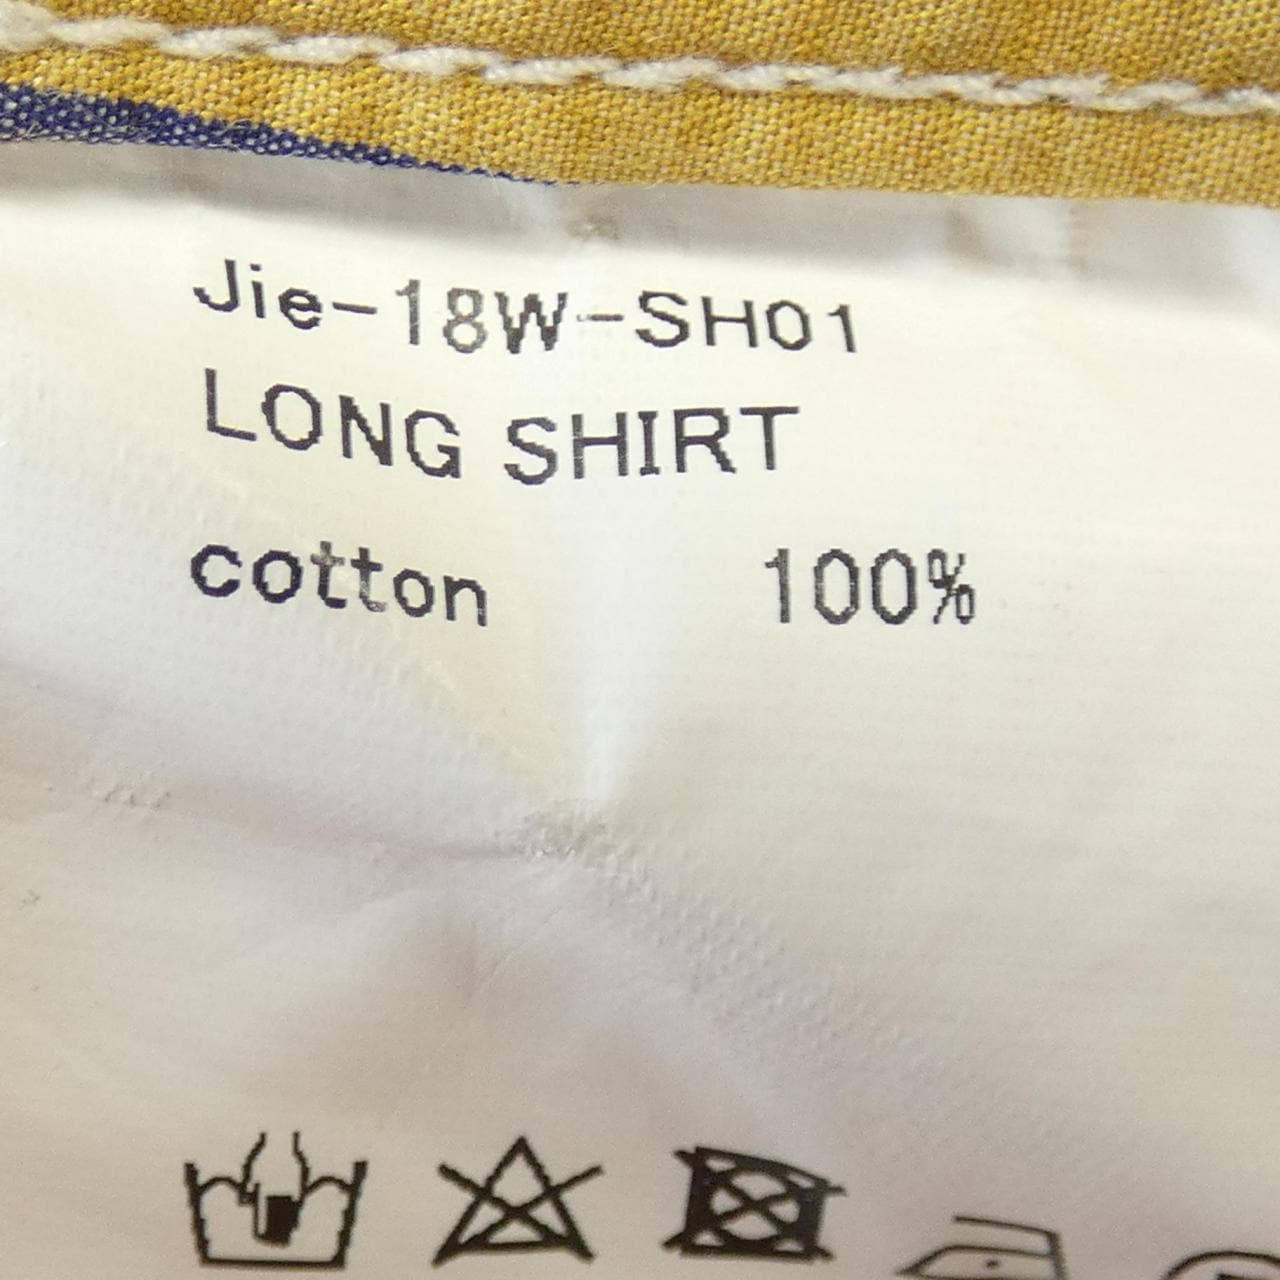 Jie-18W-SH01
LONG SHIRT
cotton 100%